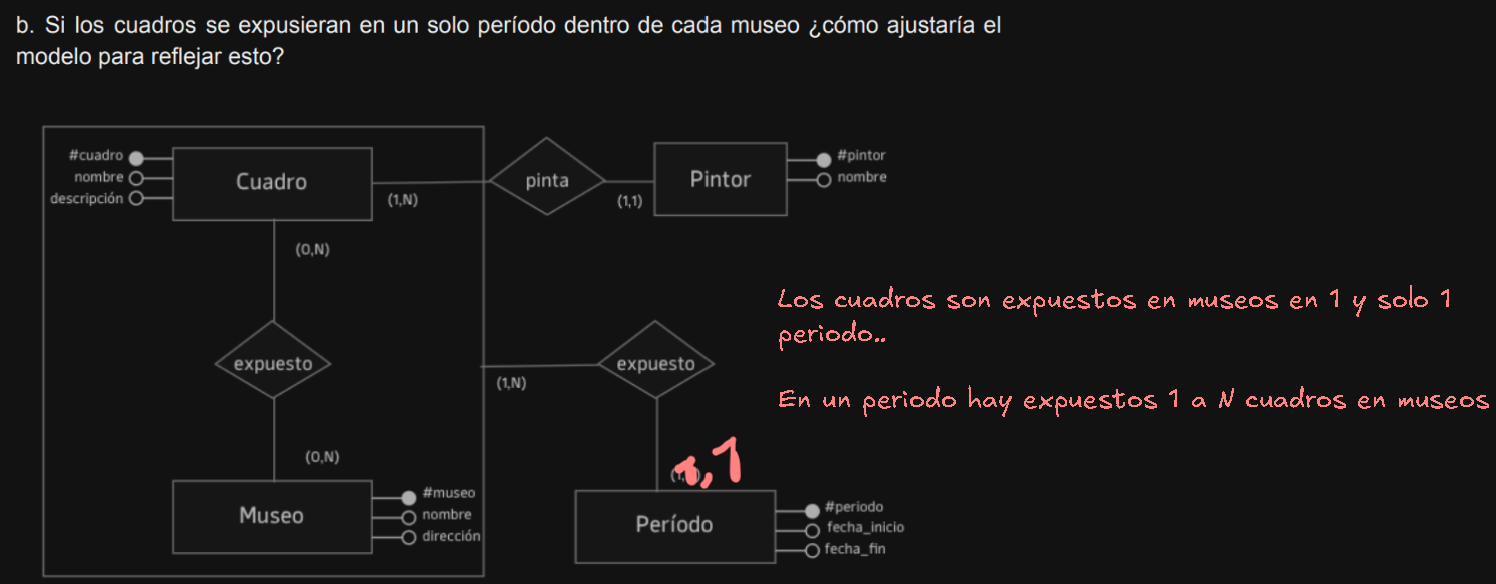 b. Si los cuadros se expusieran en un solo período dentro de cada museo ¿cómo ajustaría el
modelo para reflejar esto?
#cuadro
nombre
descripción
Cuadro
(1,N)
pinta
(1,1)
Pintor
#pintor
nombre
(0,N)
expuesto
(0,N)
Museo
#museo
nombre
dirección
(1,N)
expuesto
1,1
Período
#periodo
fecha_inicio
fecha_fin
Los cuadros son expuestos en museos en 1 y solo 1
periodo..
En un periodo hay expuestos 1 a N cuadros en museos